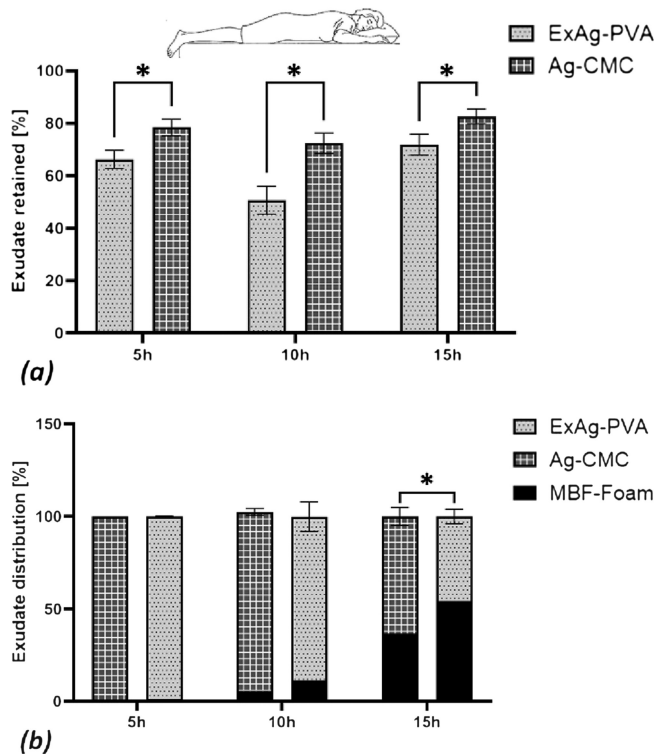 ExAg-PVA
Ag-CMC
Exudate retained [%]
100
80
60
40
20
0
* * *
5h 10h 15h
(a)
ExAg-PVA
Ag-CMC
MBF-Foam
Exudate distribution [%]
150
100
50
0
*
5h 10h 15h
(b)